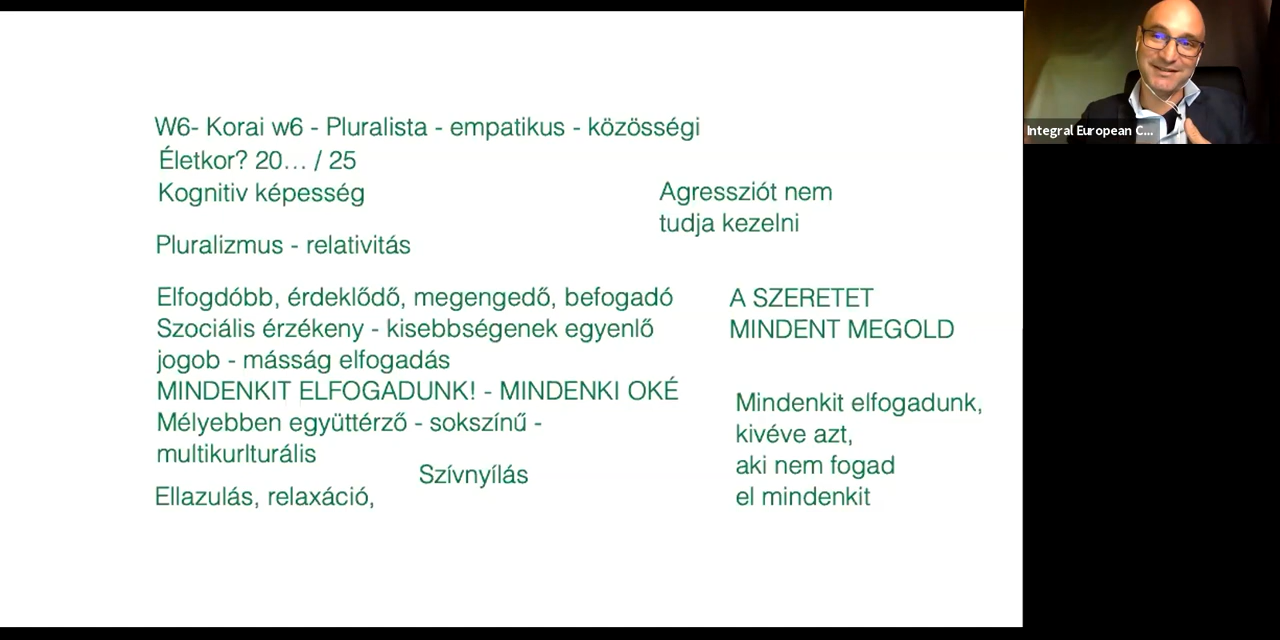 W6- Korai w6 - Pluralista - empatikus - közösségi
Életkor? 20... / 25
Kognitiv képesség
Agressziót nem
tudja kezelni
Pluralizmus - relativitás
Elfogdóbb, érdeklődő, megengedő, befogadó
Szociális érzékeny - kisebbségenek egyenlő
jogob - másság elfogadás
MINDENKIT ELFOGADUNK! - MINDENKI OKÉ
Mélyebben együttérző - sokszínű -
multikurlturális
Szívnyílás
Ellazulás, relaxáció,
A SZERETET
MINDENT MEGOLD
Mindenkit elfogadunk,
kivéve azt,
aki nem fogad
el mindenkit
Integral European C...